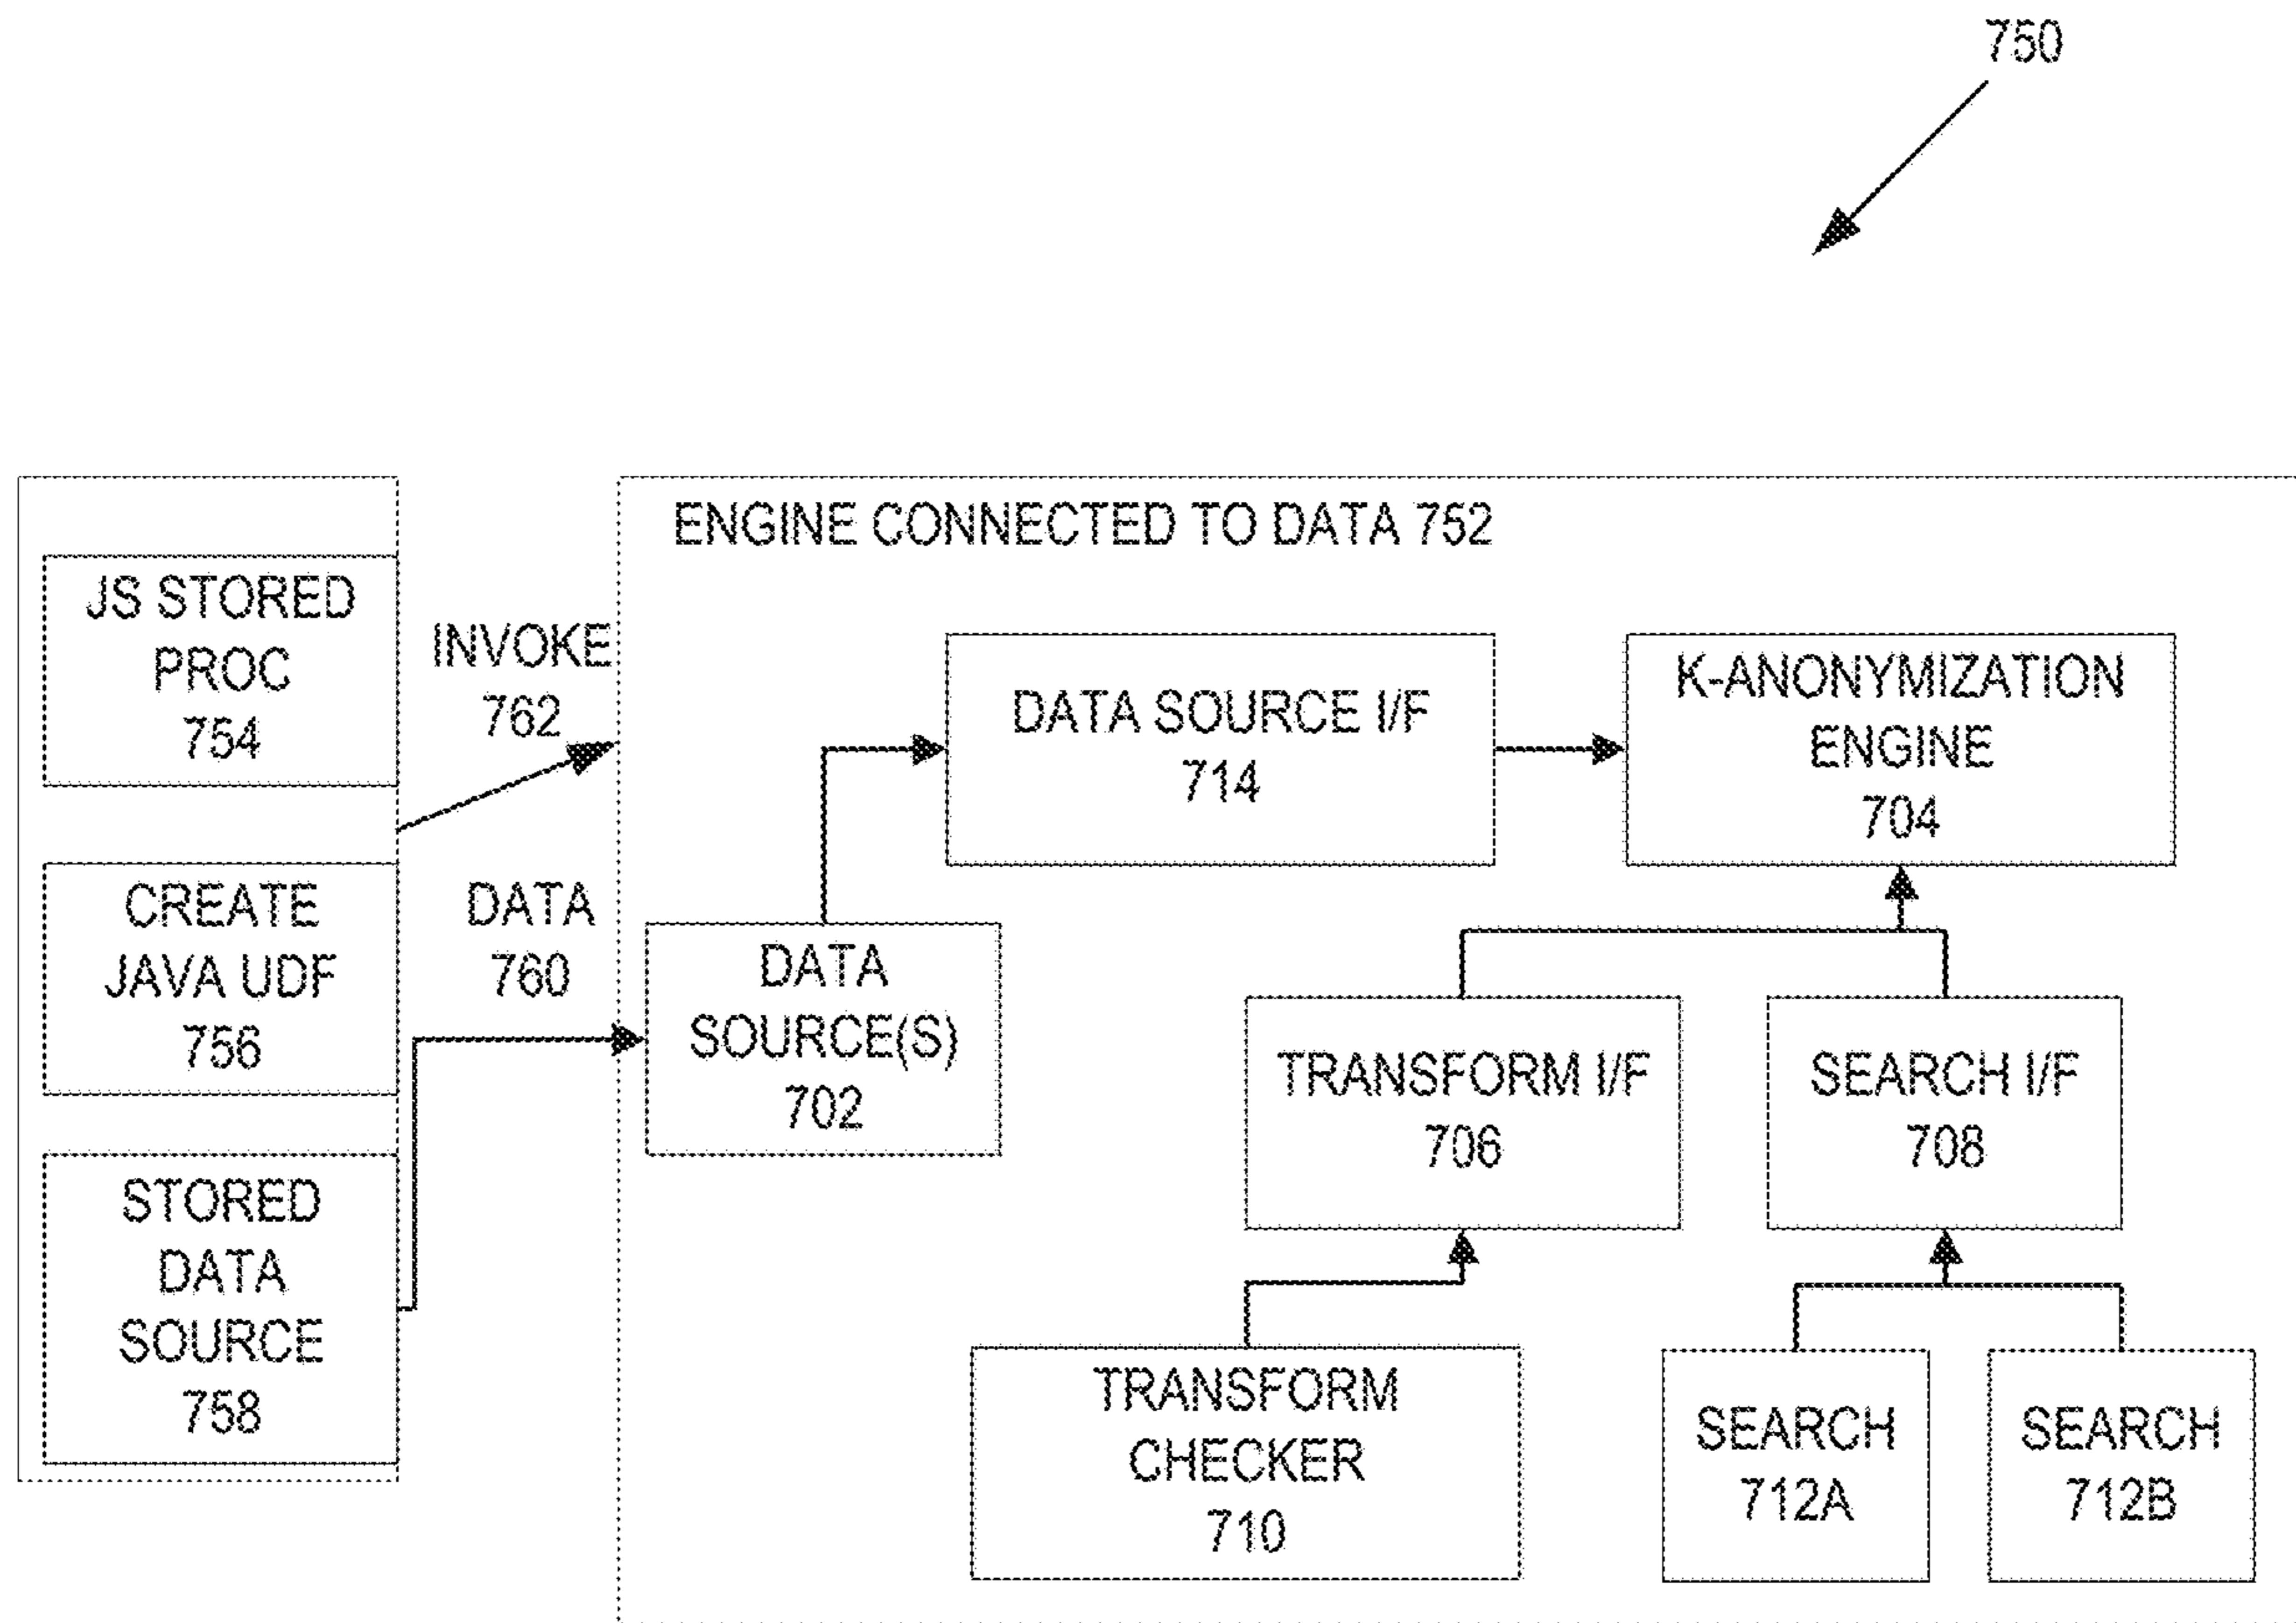 750
JS STORED
PROC
754
CREATE
JAVA UDF
756
STORED
DATA
SOURCE
758
INVOKE
762
DATA
760
ENGINE CONNECTED TO DATA 752
DATA SOURCE I/F
714
K-ANONYMIZATION
ENGINE
704
DATA
SOURCE(S)
702
TRANSFORM I/F
706
SEARCH I/F
708
TRANSFORM
CHECKER
710
SEARCH
712A
SEARCH
712B